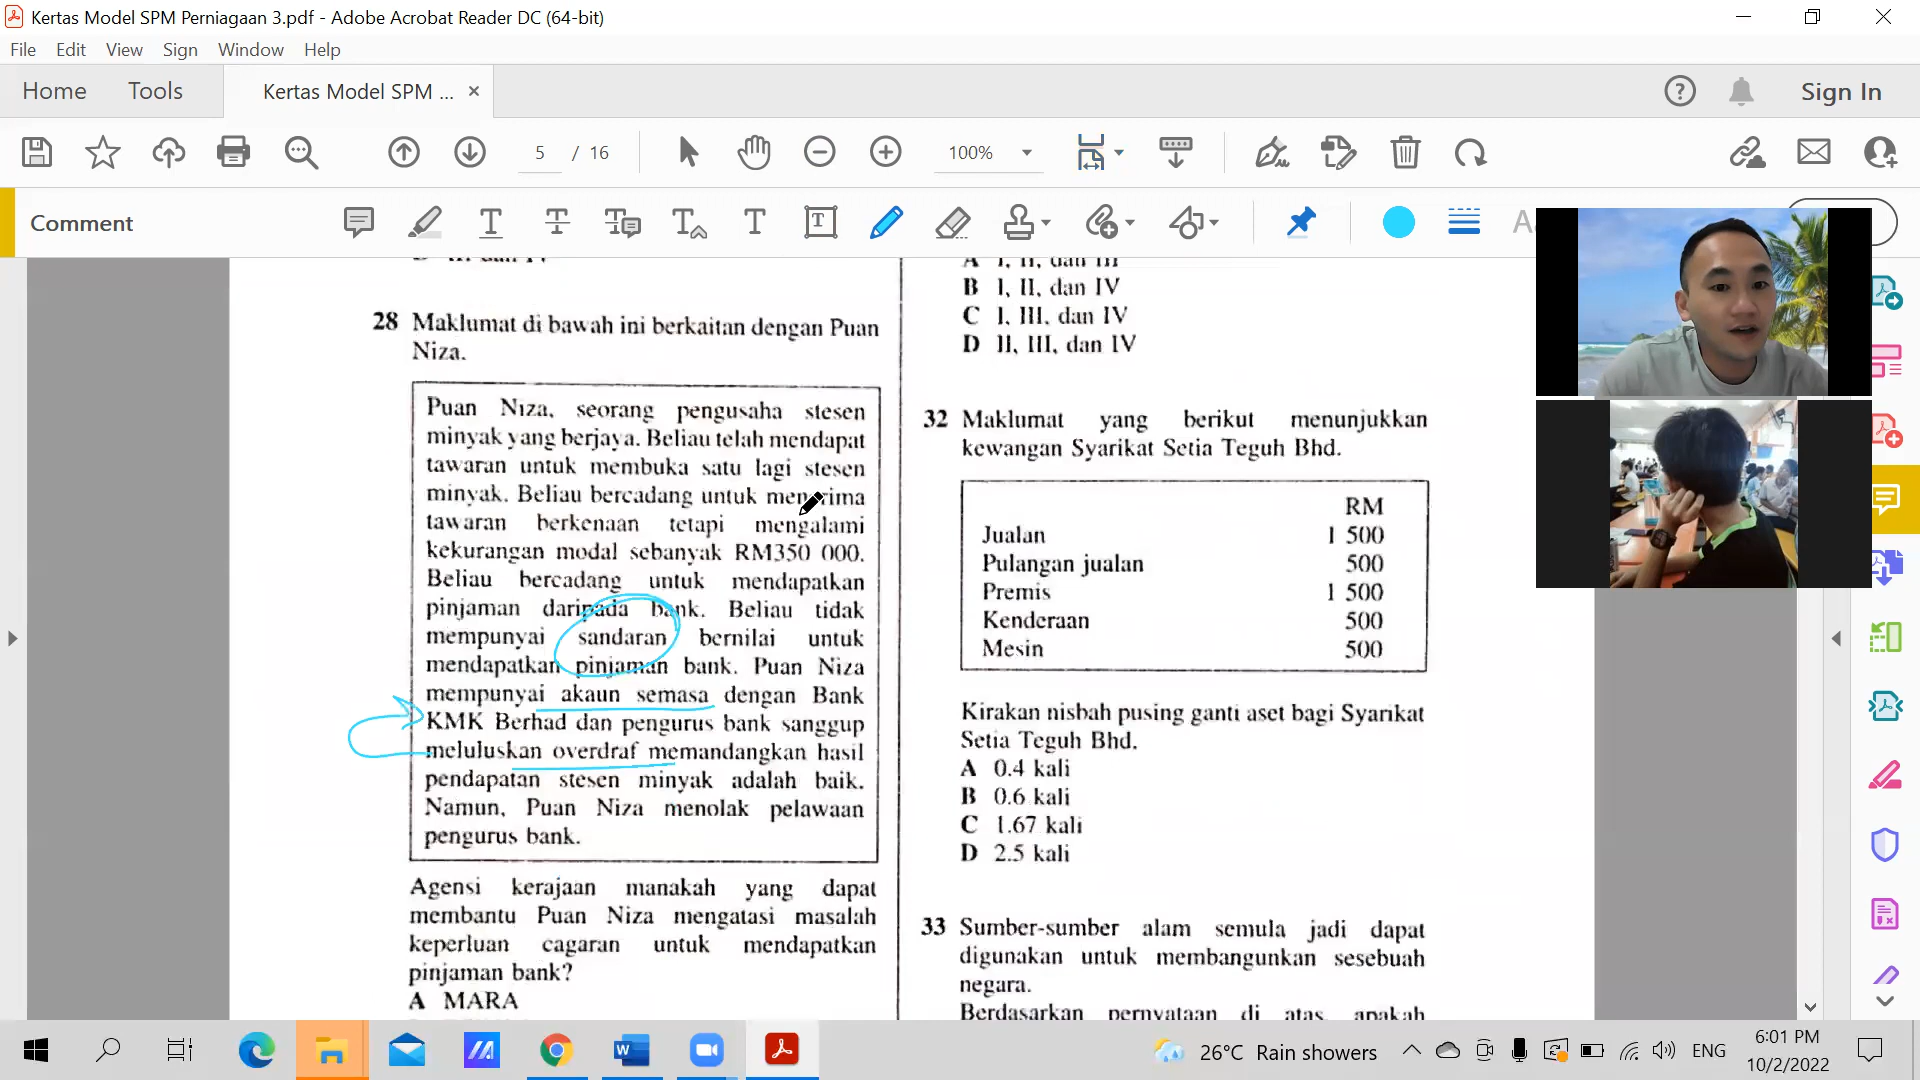 Kertas Model SPM Perniagaan 3.pdf - Adobe Acrobat Reader DC (64-bit)
File Edit View Sign Window Help
Home Tools Kertas Model SPM ... × Sign In
5 / 16 100%
Comment
28 Maklumat di bawah ini berkaitan dengan Puan
Niza.
Puan Niza, seorang pengusaha stesen
minyak yang berjaya. Beliau telah mendapat
tawaran untuk membuka satu lagi stesen
minyak. Beliau bercadang untuk menerima
tawaran berkenaan tetapi mengalami
kekurangan modal sebanyak RM350 000.
Beliau bercadang untuk mendapatkan
pinjaman daripada bank. Beliau tidak
mempunyai sandaran bernilai untuk
mendapatkan pinjaman bank. Puan Niza
mempunyai akaun semasa dengan Bank
KMK Berhad dan pengurus bank sanggup
meluluskan overdraf memandangkan hasil
pendapatan stesen minyak adalah baik.
Namun, Puan Niza menolak pelawaan
pengurus bank.
Agensi kerajaan manakah yang dapat
membantu Puan Niza mengatasi masalah
keperluan cagaran untuk mendapatkan
pinjaman bank?
A MARA
A I, II, dan III
B I, II, dan IV
C I, III, dan IV
D II, III, dan IV
32 Maklumat yang berikut menunjukkan
kewangan Syarikat Setia Teguh Bhd.
RM
Jualan 1 500
Pulangan jualan 500
Premis 1 500
Kenderaan 500
Mesin 500
Kirakan nisbah pusing ganti aset bagi Syarikat
Setia Teguh Bhd.
A 0.4 kali
B 0.6 kali
C 1.67 kali
D 2.5 kali
33 Sumber-sumber alam semula jadi dapat
digunakan untuk membangunkan sesebuah
negara.
Berdasarkan pernyataan di atas, apakah
26°C Rain showers
ENG
6:01 PM
10/2/2022